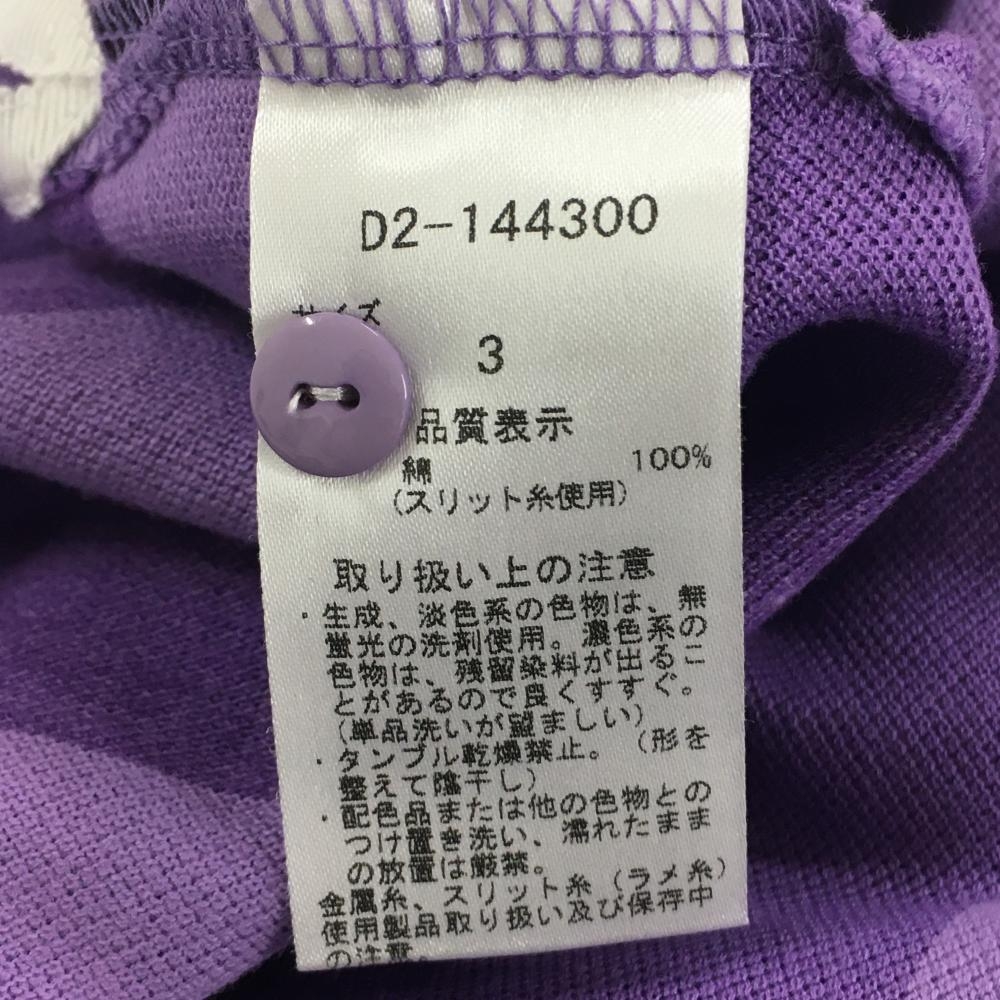 D2-144300
サイズ
3
品質表示
綿 100%
(スリット糸使用)
取り扱い上の注意
・生成、淡色系の色物は、無
蛍光の洗剤使用。濃色系の
色物は、残留染料が出るこ
とがあるので良くすすぐ。
(単品洗いが望ましい)
・タンブル乾燥禁止。(形を
整えて陰干し)
・配色品または他の色物との
つけ置き洗い、濡れたまま
の放置は厳禁。
金属糸、スリット糸(ラメ糸)
使用製品取り扱い及び保存中
の注意。